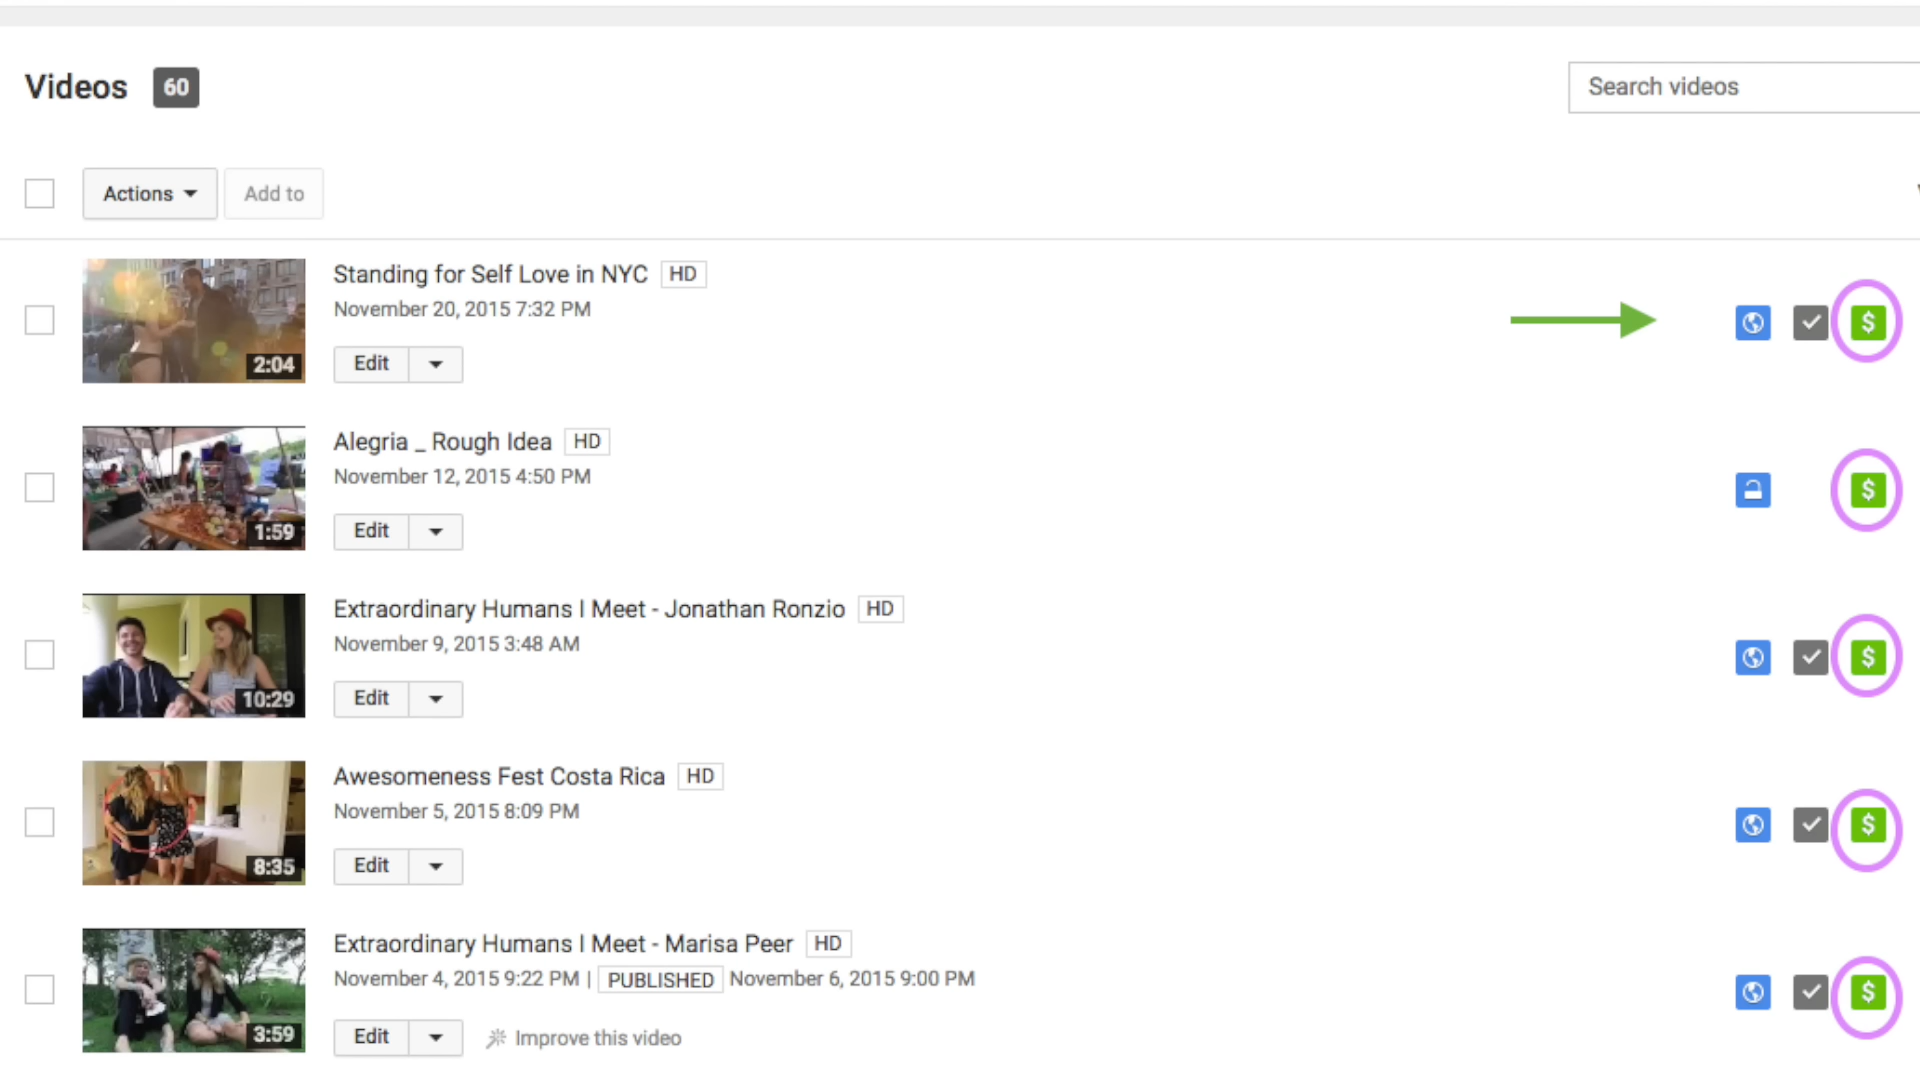 Videos 60
Search videos
Actions Add to
Standing for Self Love in NYC HD
November 20, 2015 7:32 PM
$
2:04
Edit
Alegria _ Rough Idea HD
November 12, 2015 4:50 PM
$
1:59
Edit
Extraordinary Humans I Meet - Jonathan Ronzio HD
November 9, 2015 3:48 AM
$
10:29
Edit
Awesomeness Fest Costa Rica HD
November 5, 2015 8:09 PM
$
8:35
Edit
Extraordinary Humans I Meet - Marisa Peer HD
November 4, 2015 9:22 PM | PUBLISHED November 6, 2015 9:00 PM
$
3:59
Edit Improve this video